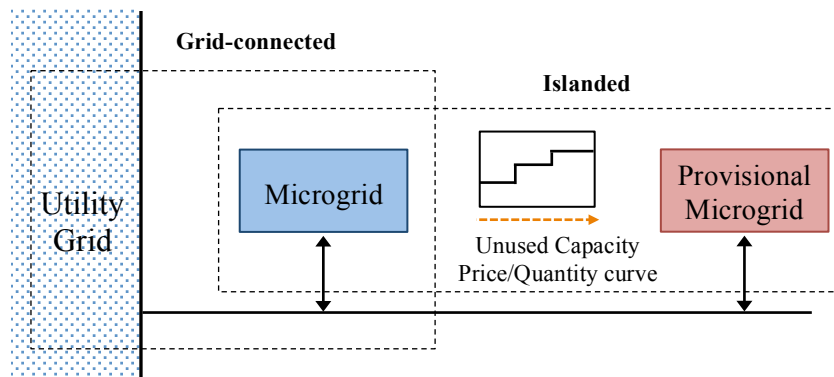 Grid-connected
Islanded
Utility
Grid
Microgrid
Provisional
Microgrid
Unused Capacity
Price/Quantity curve